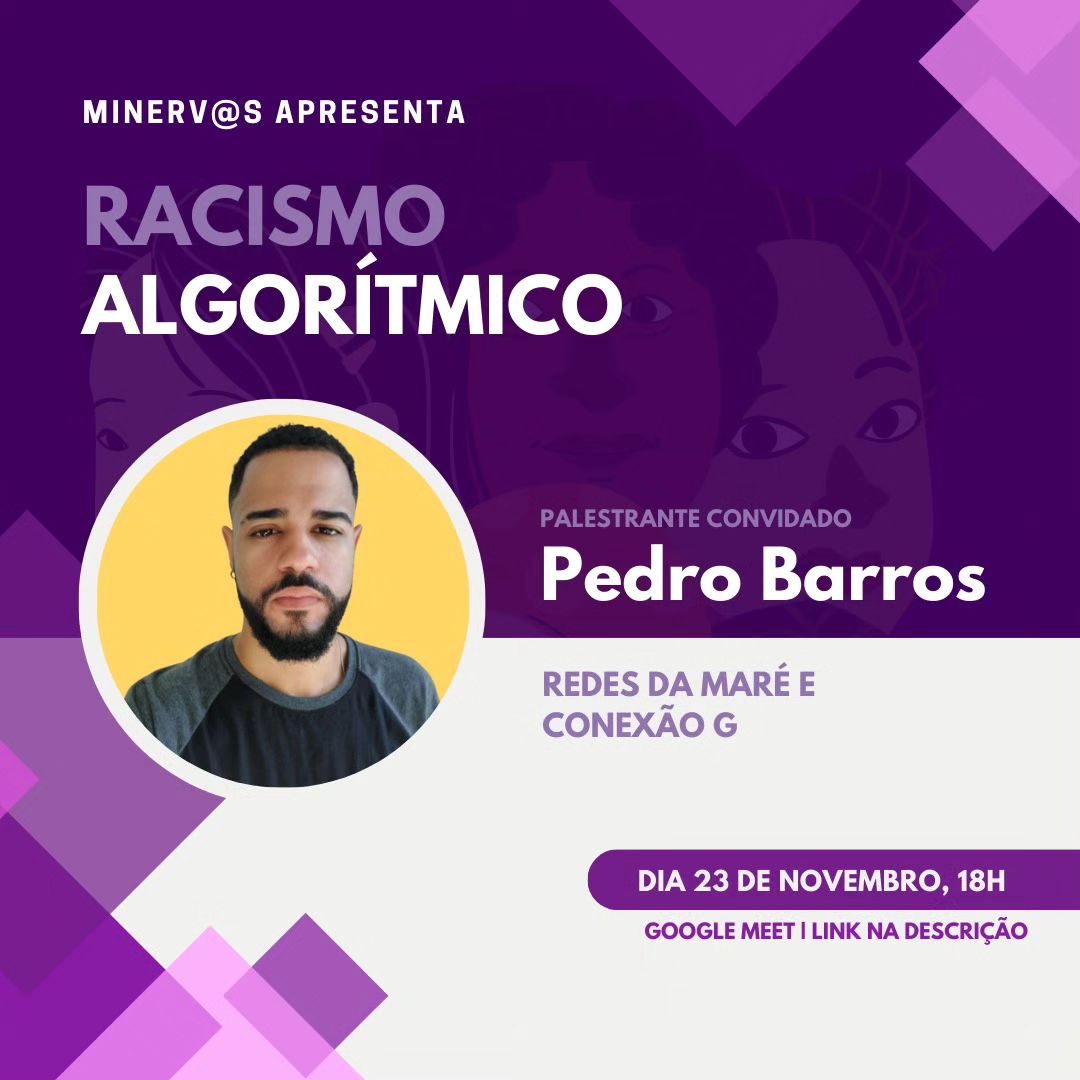 MINERV@S APRESENTA
RACISMO
ALGORÍTMICO
PALESTRANTE CONVIDADO
Pedro Barros
REDES DA MARÉ E
CONEXÃO G
DIA 23 DE NOVEMBRO, 18H
GOOGLE MEET | LINK NA DESCRIÇÃO